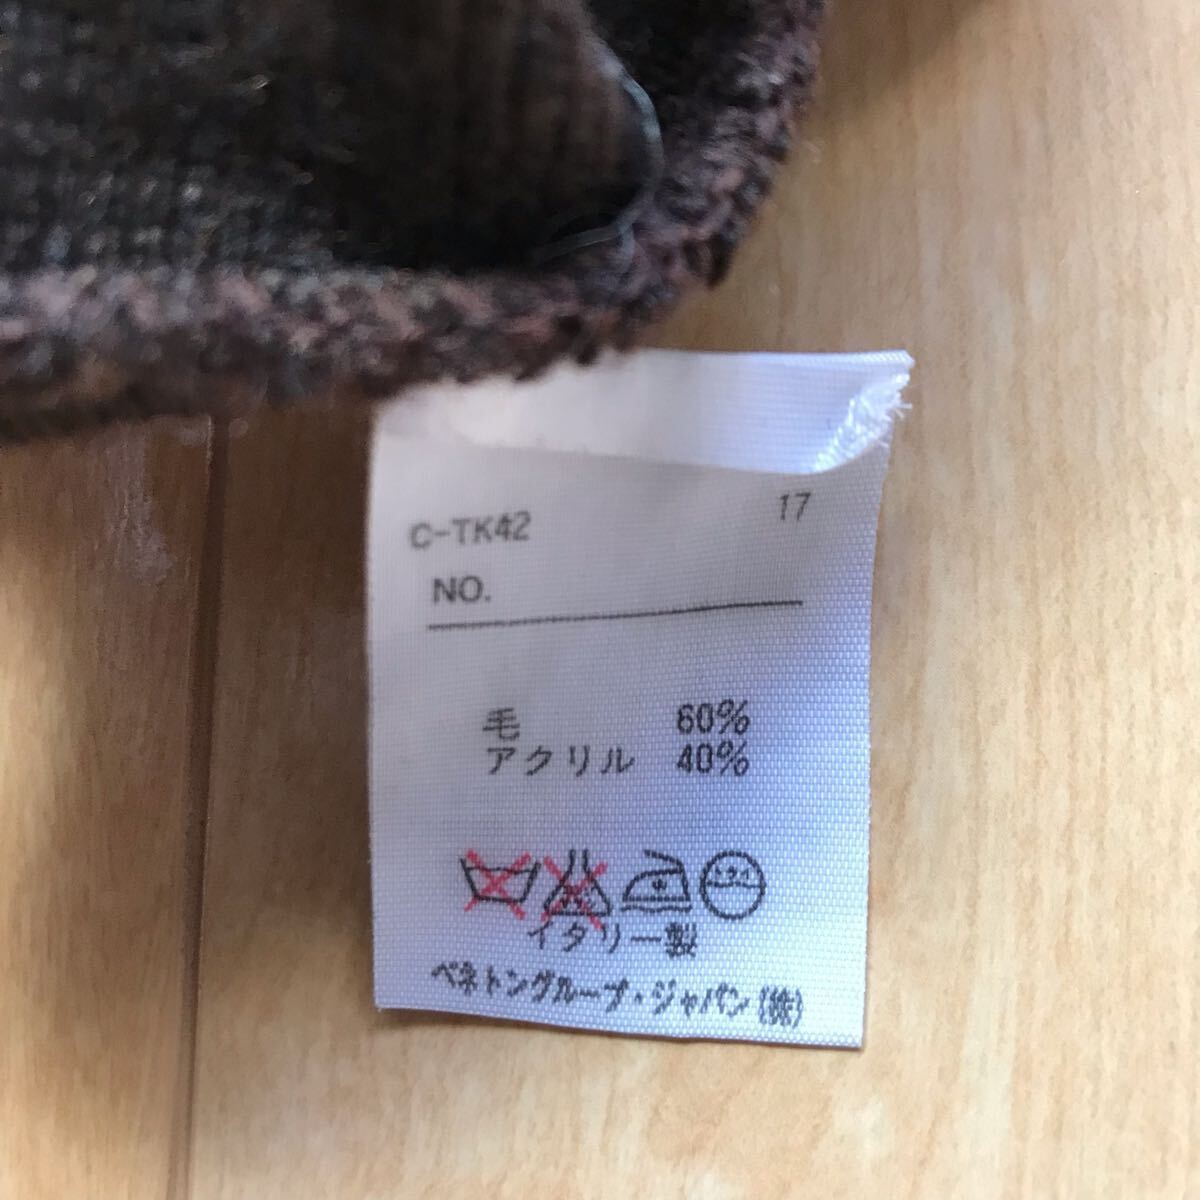 C-TK42 17
NO.
毛 60%
アクリル 40%
ドライ
イタリー製
ベネトングループ・ジャパン(株)